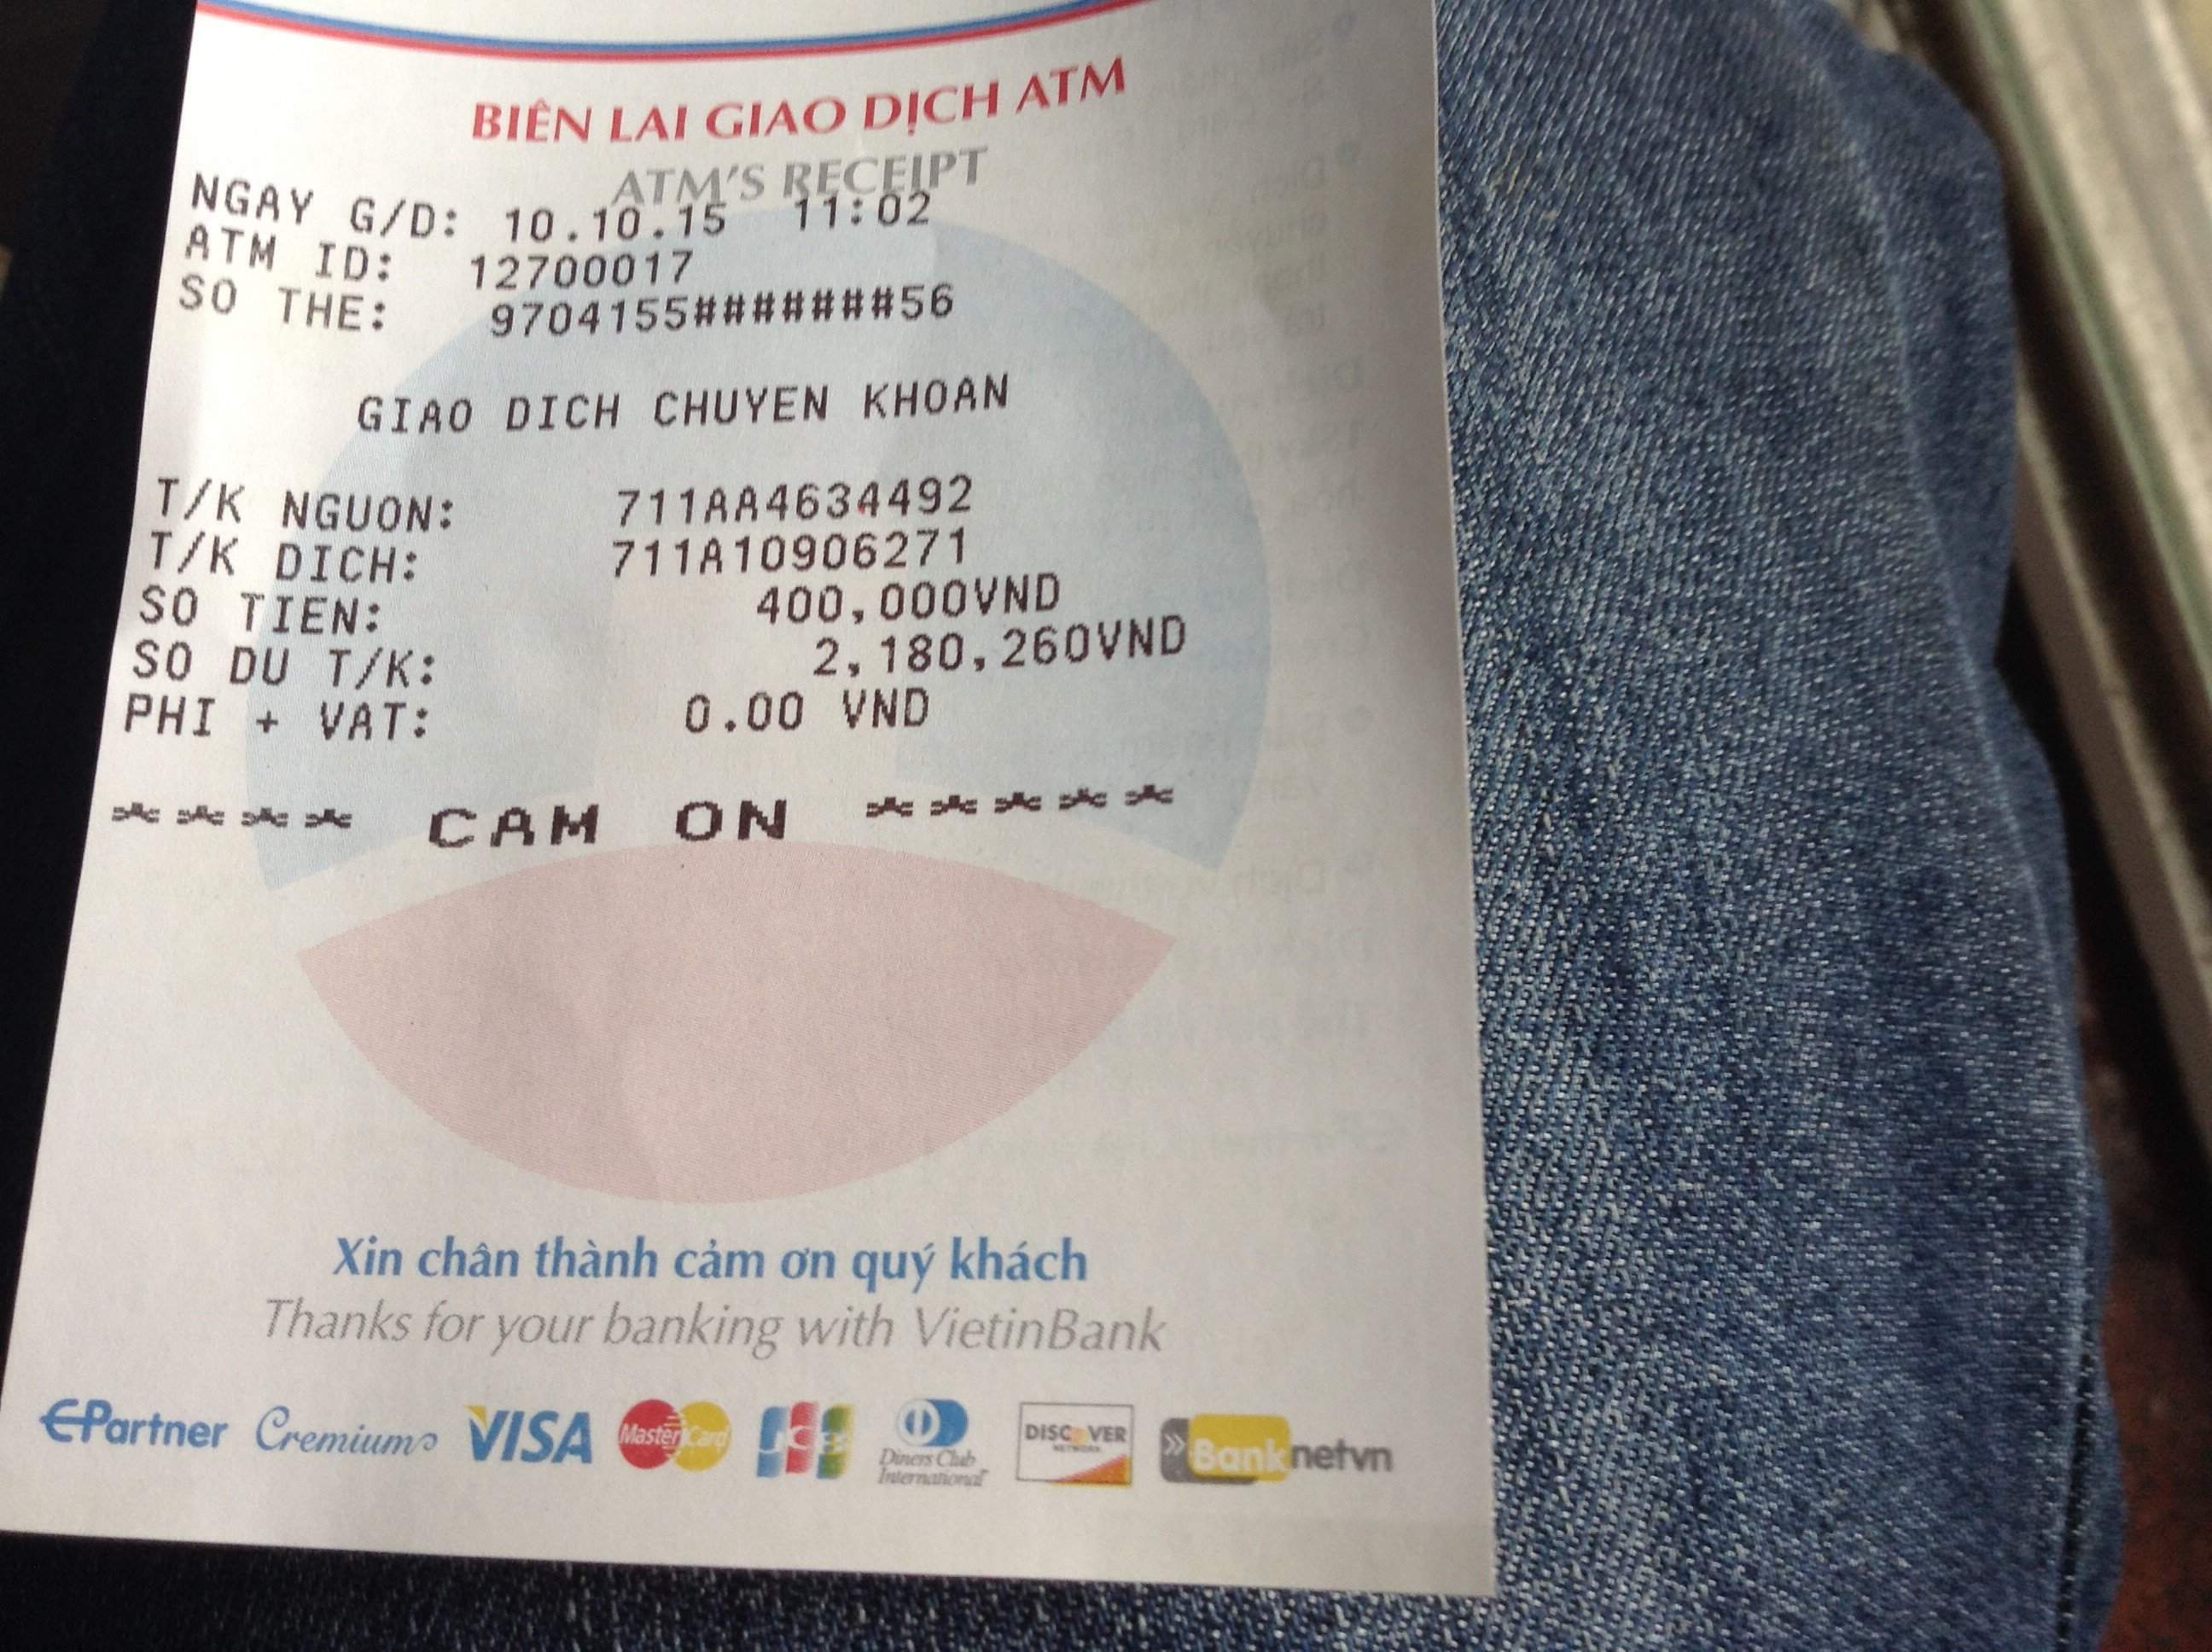 BIÊN LAI GIAO DỊCH ATM
ATM'S RECEIPT
NGAY G/D: 10.10.15 11:02
ATM ID: 12700017
SO THE: 9704155#######56
GIAO DICH CHUYEN KHOAN
T/K NGUON: 711AA4634492
T/K DICH: 711A10906271
SO TIEN: 400,000VND
SO DU T/K: 2,180,260VND
PHI + VAT: 0.00 VND
**** CAM ON *****
Xin chân thành cảm ơn quý khách
Thanks for your banking with VietinBank
EPartner Cremium VISA MasterCard JCB Diners Club International DISCOVER NETWORK Banknetvn